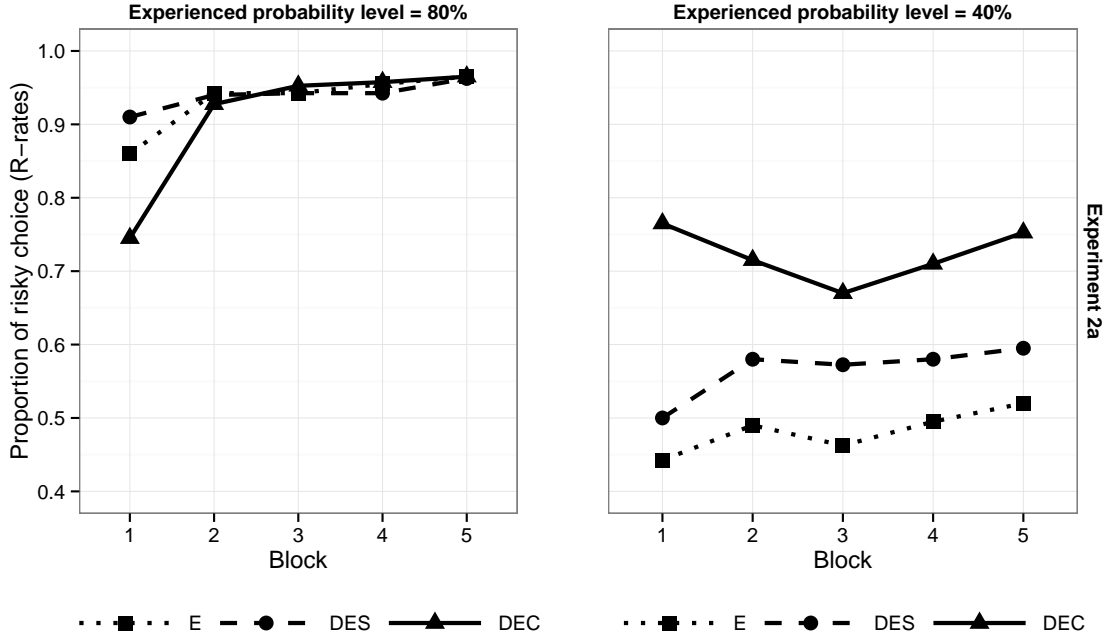 Experienced probability level = 80%
Experienced probability level = 40%
Proportion of risky choice (R−rates)
1.0
0.9
0.8
0.7
0.6
0.5
0.4
Experiment 2a
1 2 3 4 5
1 2 3 4 5
Block
Block
E DES DEC
E DES DEC